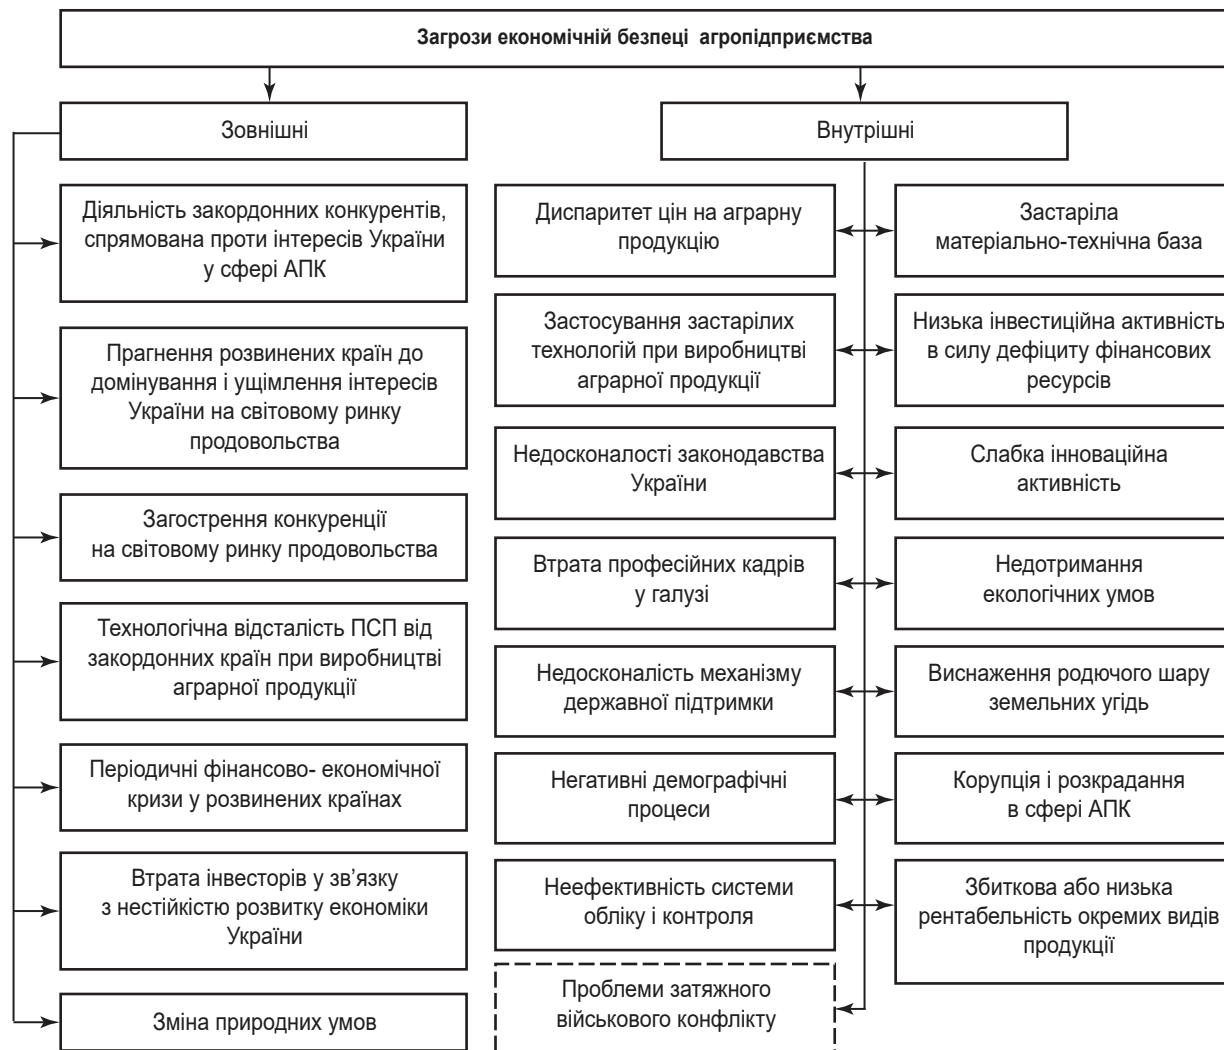 Загрози економічній безпеці агропідприємства
Зовнішні
Діяльність закордонних конкурентів,
спрямована проти інтересів України
у сфері АПК
Прагнення розвинених країн до
домінування і ущімлення інтересів
України на світовому ринку
продовольства
Загострення конкуренції
на світовому ринку продовольства
Технологічна відсталість ПСП від
закордонних країн при виробництві
аграрної продукції
Періодичні фінансово- економічної
кризи у розвинених країнах
Втрата інвесторів у зв’язку
з нестійкістю розвитку економіки
України
Зміна природних умов
Внутрішні
Диспаритет цін на аграрну
продукцію
Застосування застарілих
технологій при виробництві
аграрної продукції
Недосконалості законодавства
України
Втрата професійних кадрів
у галузі
Недосконалість механізму
державної підтримки
Негативні демографічні
процеси
Неефективність системи
обліку і контроля
Проблеми затяжного
військового конфлікту
Застаріла
матеріально-технічна база
Низька інвестиційна активність
в силу дефіциту фінансових
ресурсів
Слабка інноваційна
активність
Недотримання
екологічних умов
Виснаження родючого шару
земельних угідь
Корупція і розкрадання
в сфері АПК
Збиткова або низька
рентабельність окремих видів
продукції